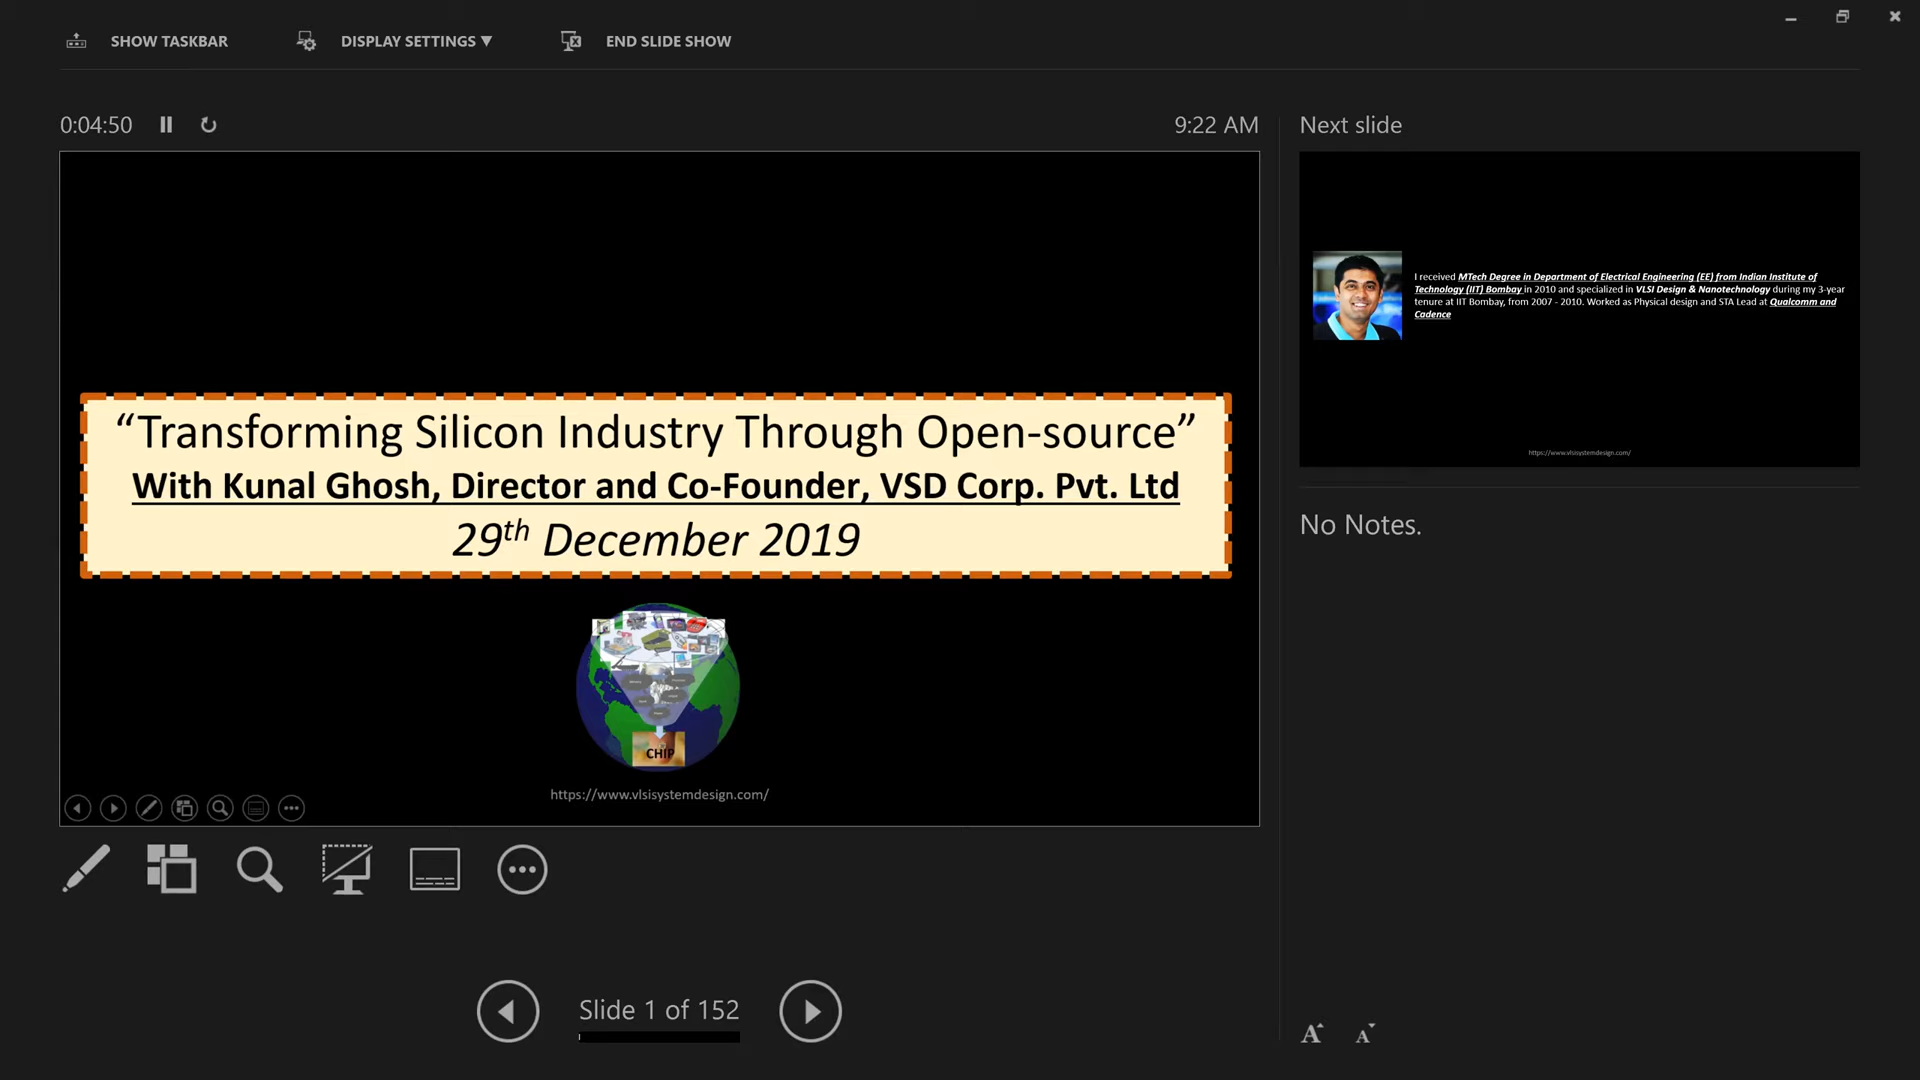 SHOW TASKBAR
DISPLAY SETTINGS ▼
END SLIDE SHOW
0:04:50
9:22 AM
“Transforming Silicon Industry Through Open-source”
With Kunal Ghosh, Director and Co-Founder, VSD Corp. Pvt. Ltd
29th December 2019
CHIP
https://www.vlsisystemdesign.com/
Slide 1 of 152
Next slide
I received MTech Degree in Department of Electrical Engineering (EE) from Indian Institute of
Technology (IIT) Bombay in 2010 and specialized in VLSI Design & Nanotechnology during my 3-year
tenure at IIT Bombay, from 2007 - 2010. Worked as Physical design and STA Lead at Qualcomm and
Cadence
https://www.vlsisystemdesign.com/
No Notes.
A A